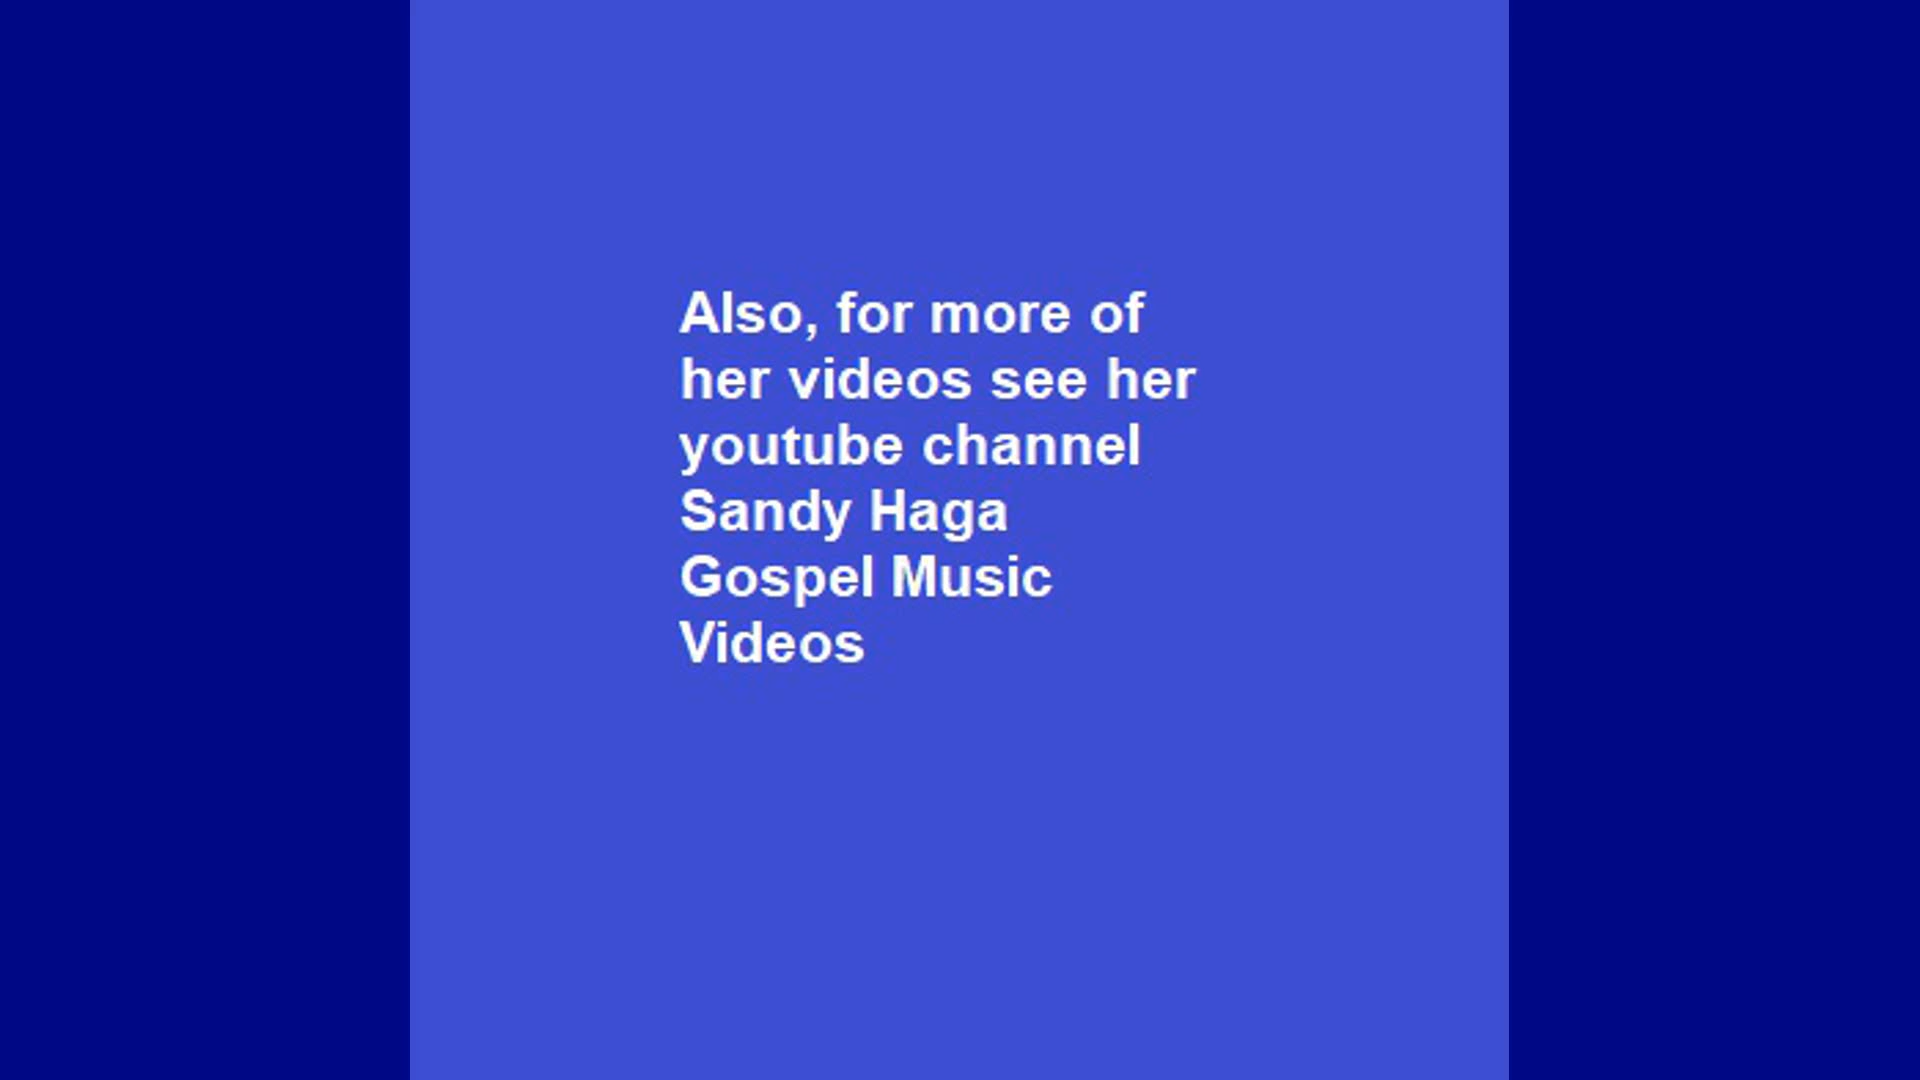 Also, for more of
her videos see her
youtube channel
Sandy Haga
Gospel Music
Videos